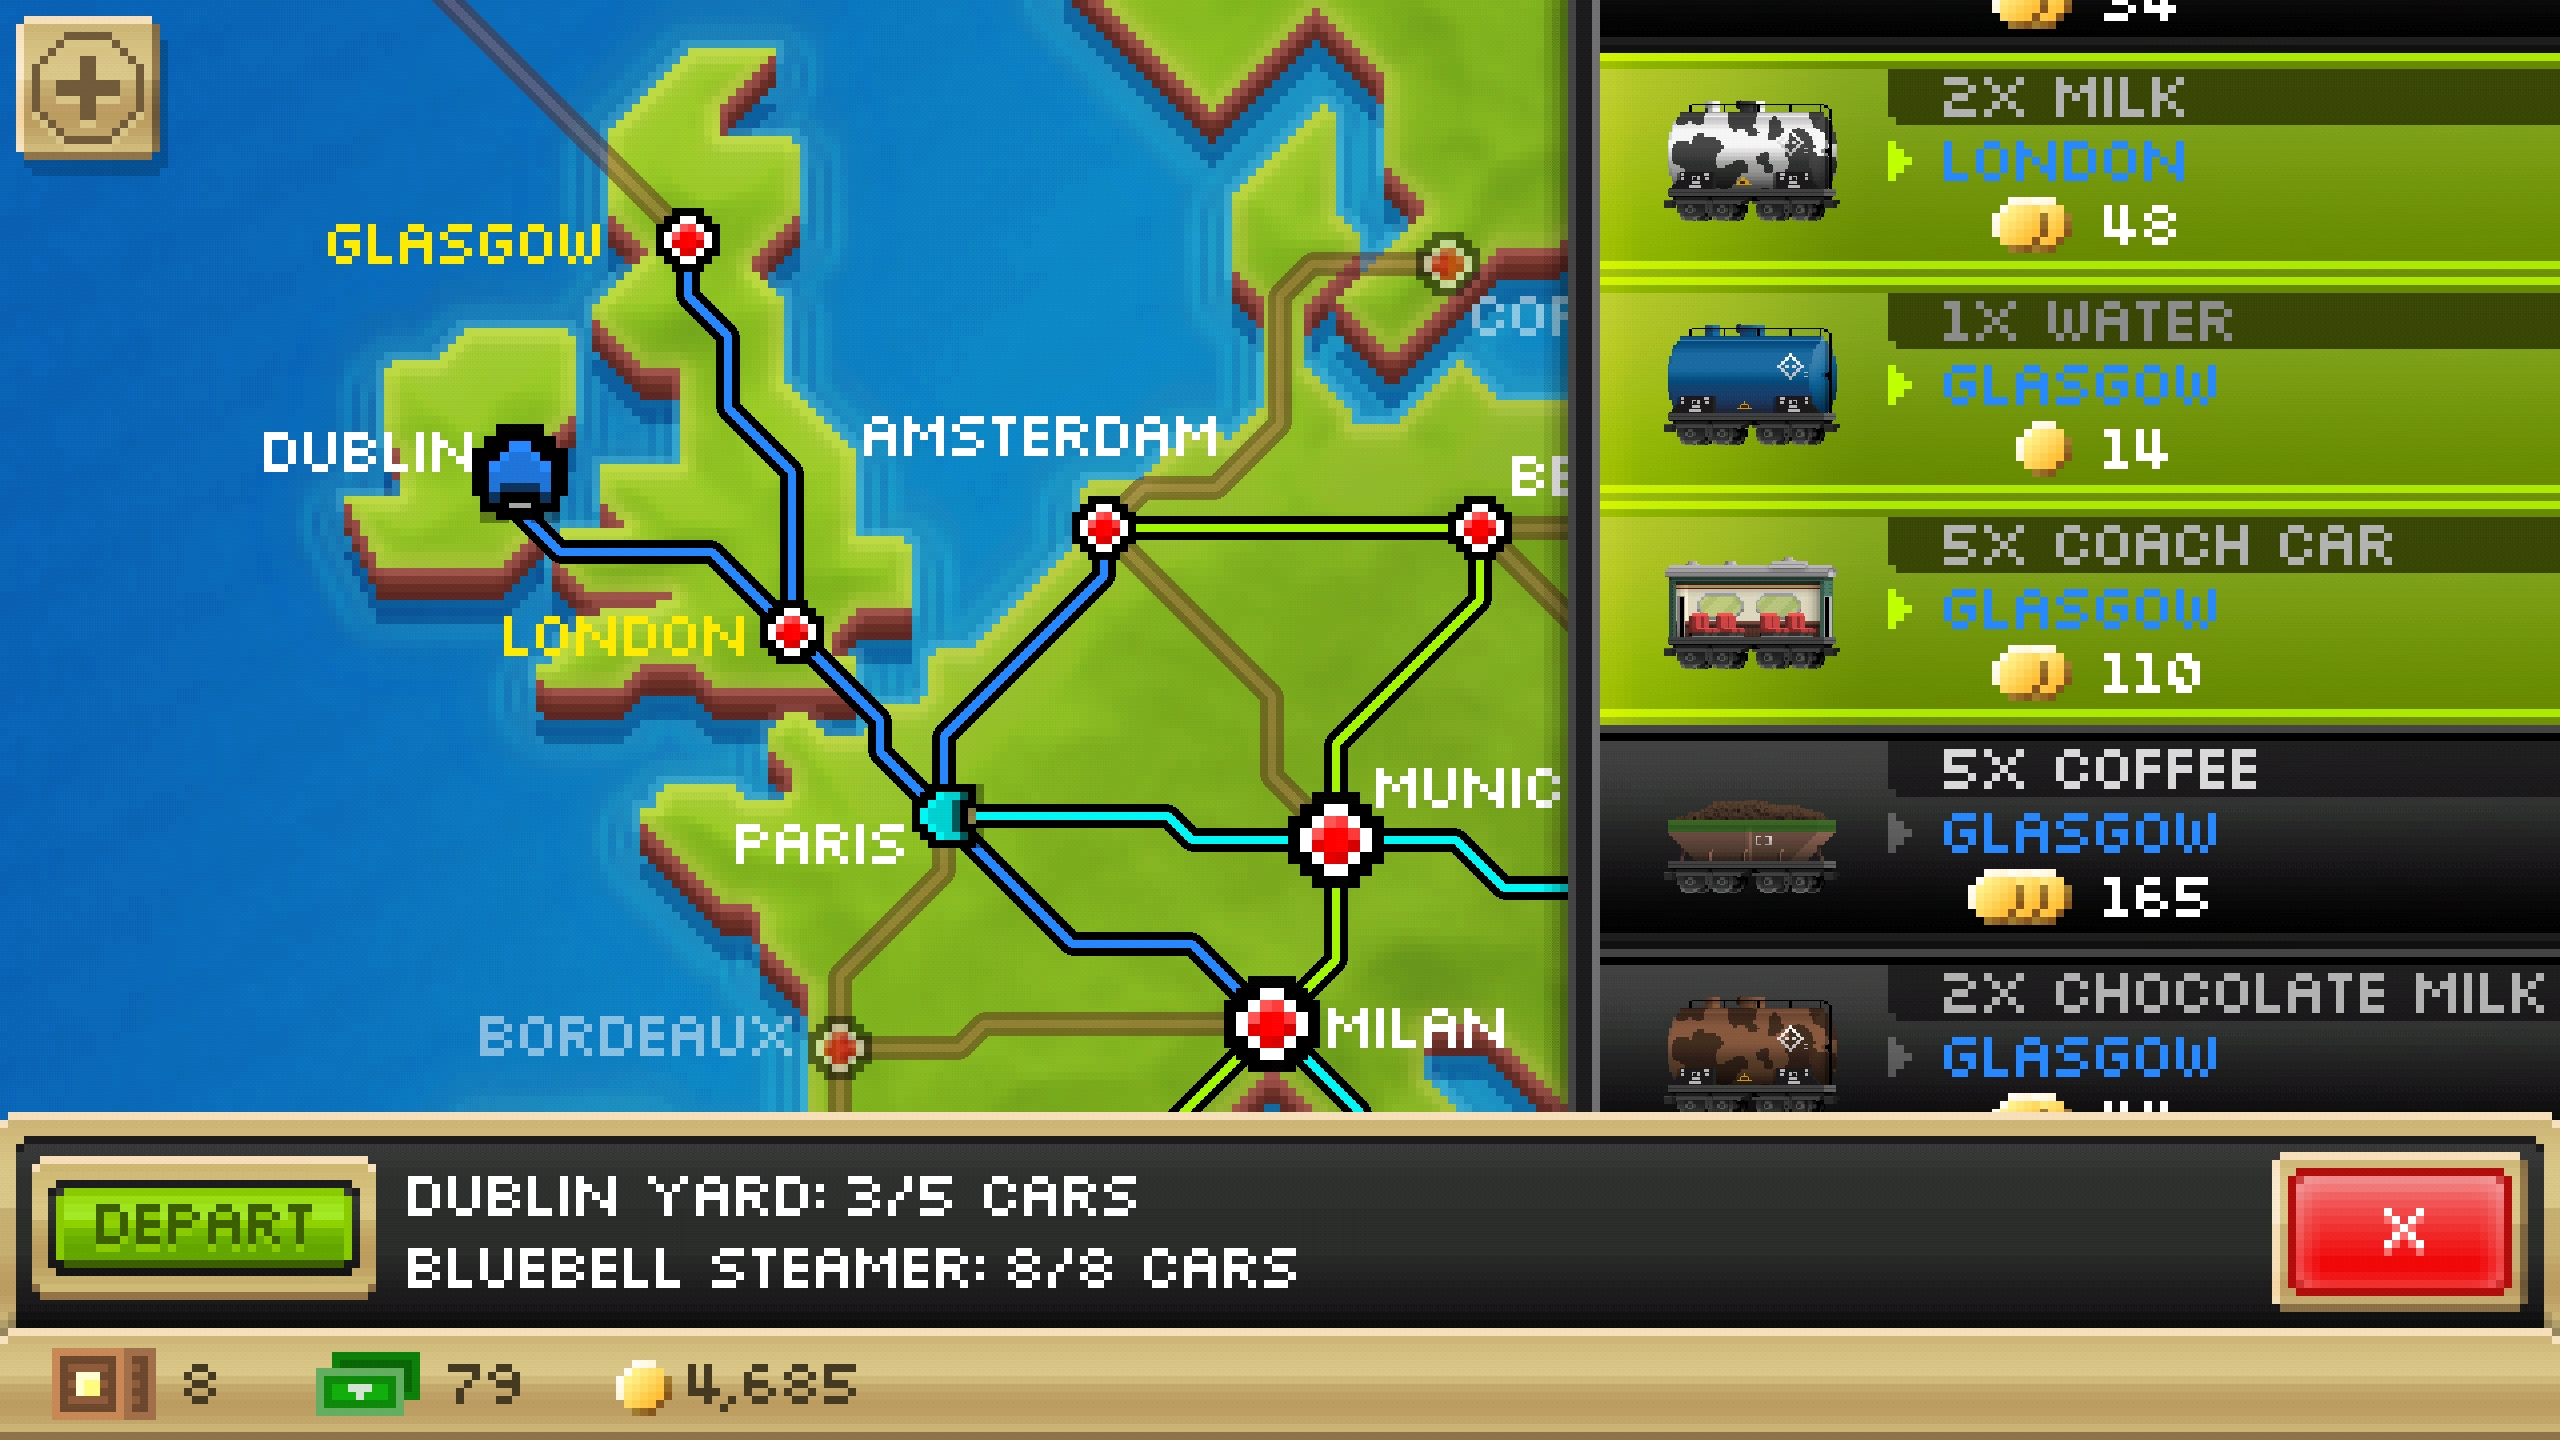 GLASGOW
DUBLIN
AMSTERDAM
LONDON
PARIS
MUNIC
BORDEAUX
MILAN
2X MILK
LONDON
48
1X WATER
GLASGOW
14
5X COACH CAR
GLASGOW
110
5X COFFEE
GLASGOW
165
2X CHOCOLATE MILK
GLASGOW
DEPART
DUBLIN YARD: 3/5 CARS
BLUEBELL STEAMER: 8/8 CARS
X
8
79
4,685